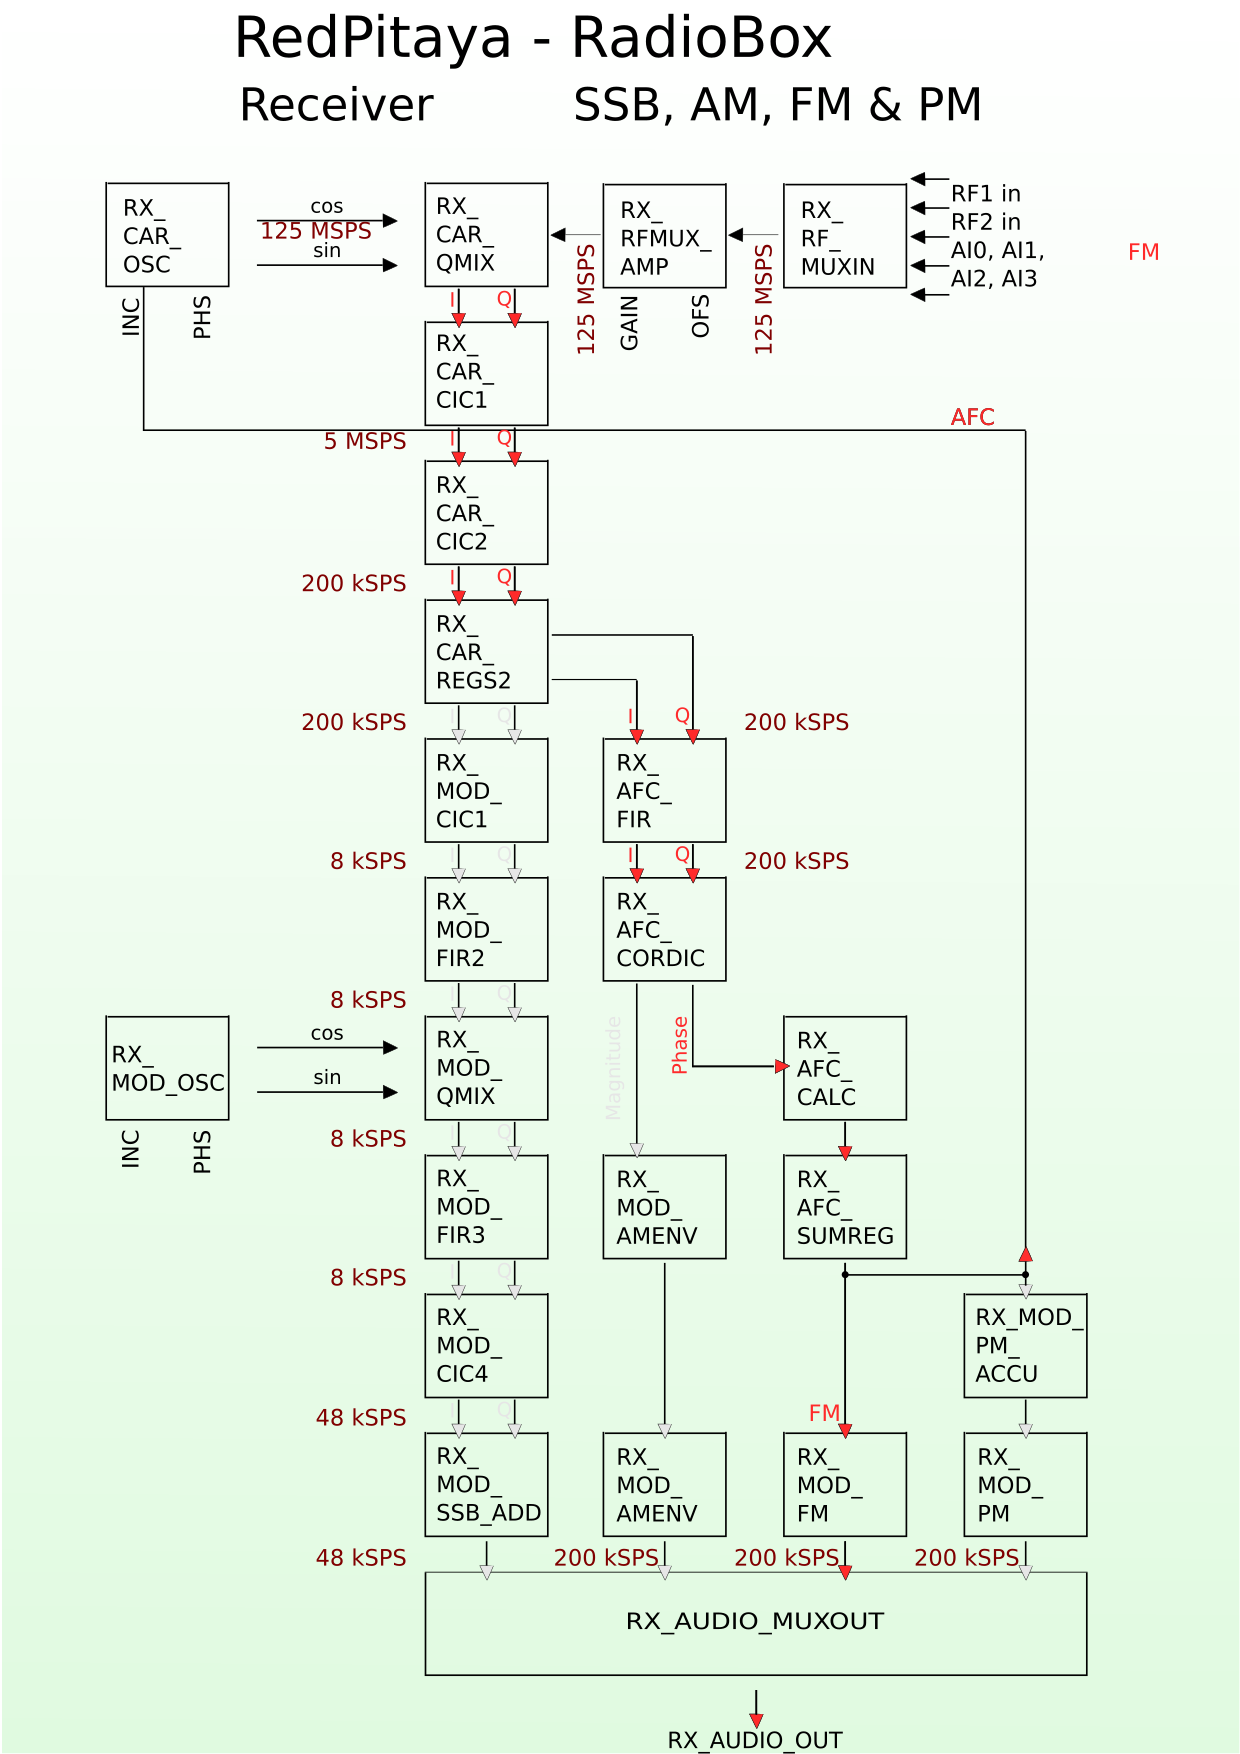 RedPitaya - RadioBox
Receiver SSB, AM, FM & PM
RX_
CAR_
OSC
INC
PHS
cos
125 MSPS
sin
RX_
CAR_
QMIX
125 MSPS
RX_
RFMUX_
AMP
GAIN
OFS
125 MSPS
RX_
RF_
MUXIN
RF1 in
RF2 in
AI0, AI1,
AI2, AI3
FM
I Q
RX_
CAR_
CIC1
AFC
5 MSPS
I Q
RX_
CAR_
CIC2
200 kSPS
I Q
RX_
CAR_
REGS2
200 kSPS
I Q
I Q
200 kSPS
RX_
MOD_
CIC1
RX_
AFC_
FIR
8 kSPS
I Q
I Q
200 kSPS
RX_
MOD_
FIR2
RX_
AFC_
CORDIC
8 kSPS
I Q
Magnitude
Phase
RX_
MOD_OSC
INC
PHS
cos
sin
RX_
MOD_
QMIX
RX_
AFC_
CALC
8 kSPS
I Q
RX_
MOD_
FIR3
RX_
MOD_
AMENV
RX_
AFC_
SUMREG
8 kSPS
I Q
RX_
MOD_
CIC4
RX_MOD_
PM_
ACCU
48 kSPS
I Q
FM
RX_
MOD_
SSB_ADD
RX_
MOD_
AMENV
RX_
MOD_
FM
RX_
MOD_
PM
48 kSPS
200 kSPS
200 kSPS
200 kSPS
RX_AUDIO_MUXOUT
RX_AUDIO_OUT